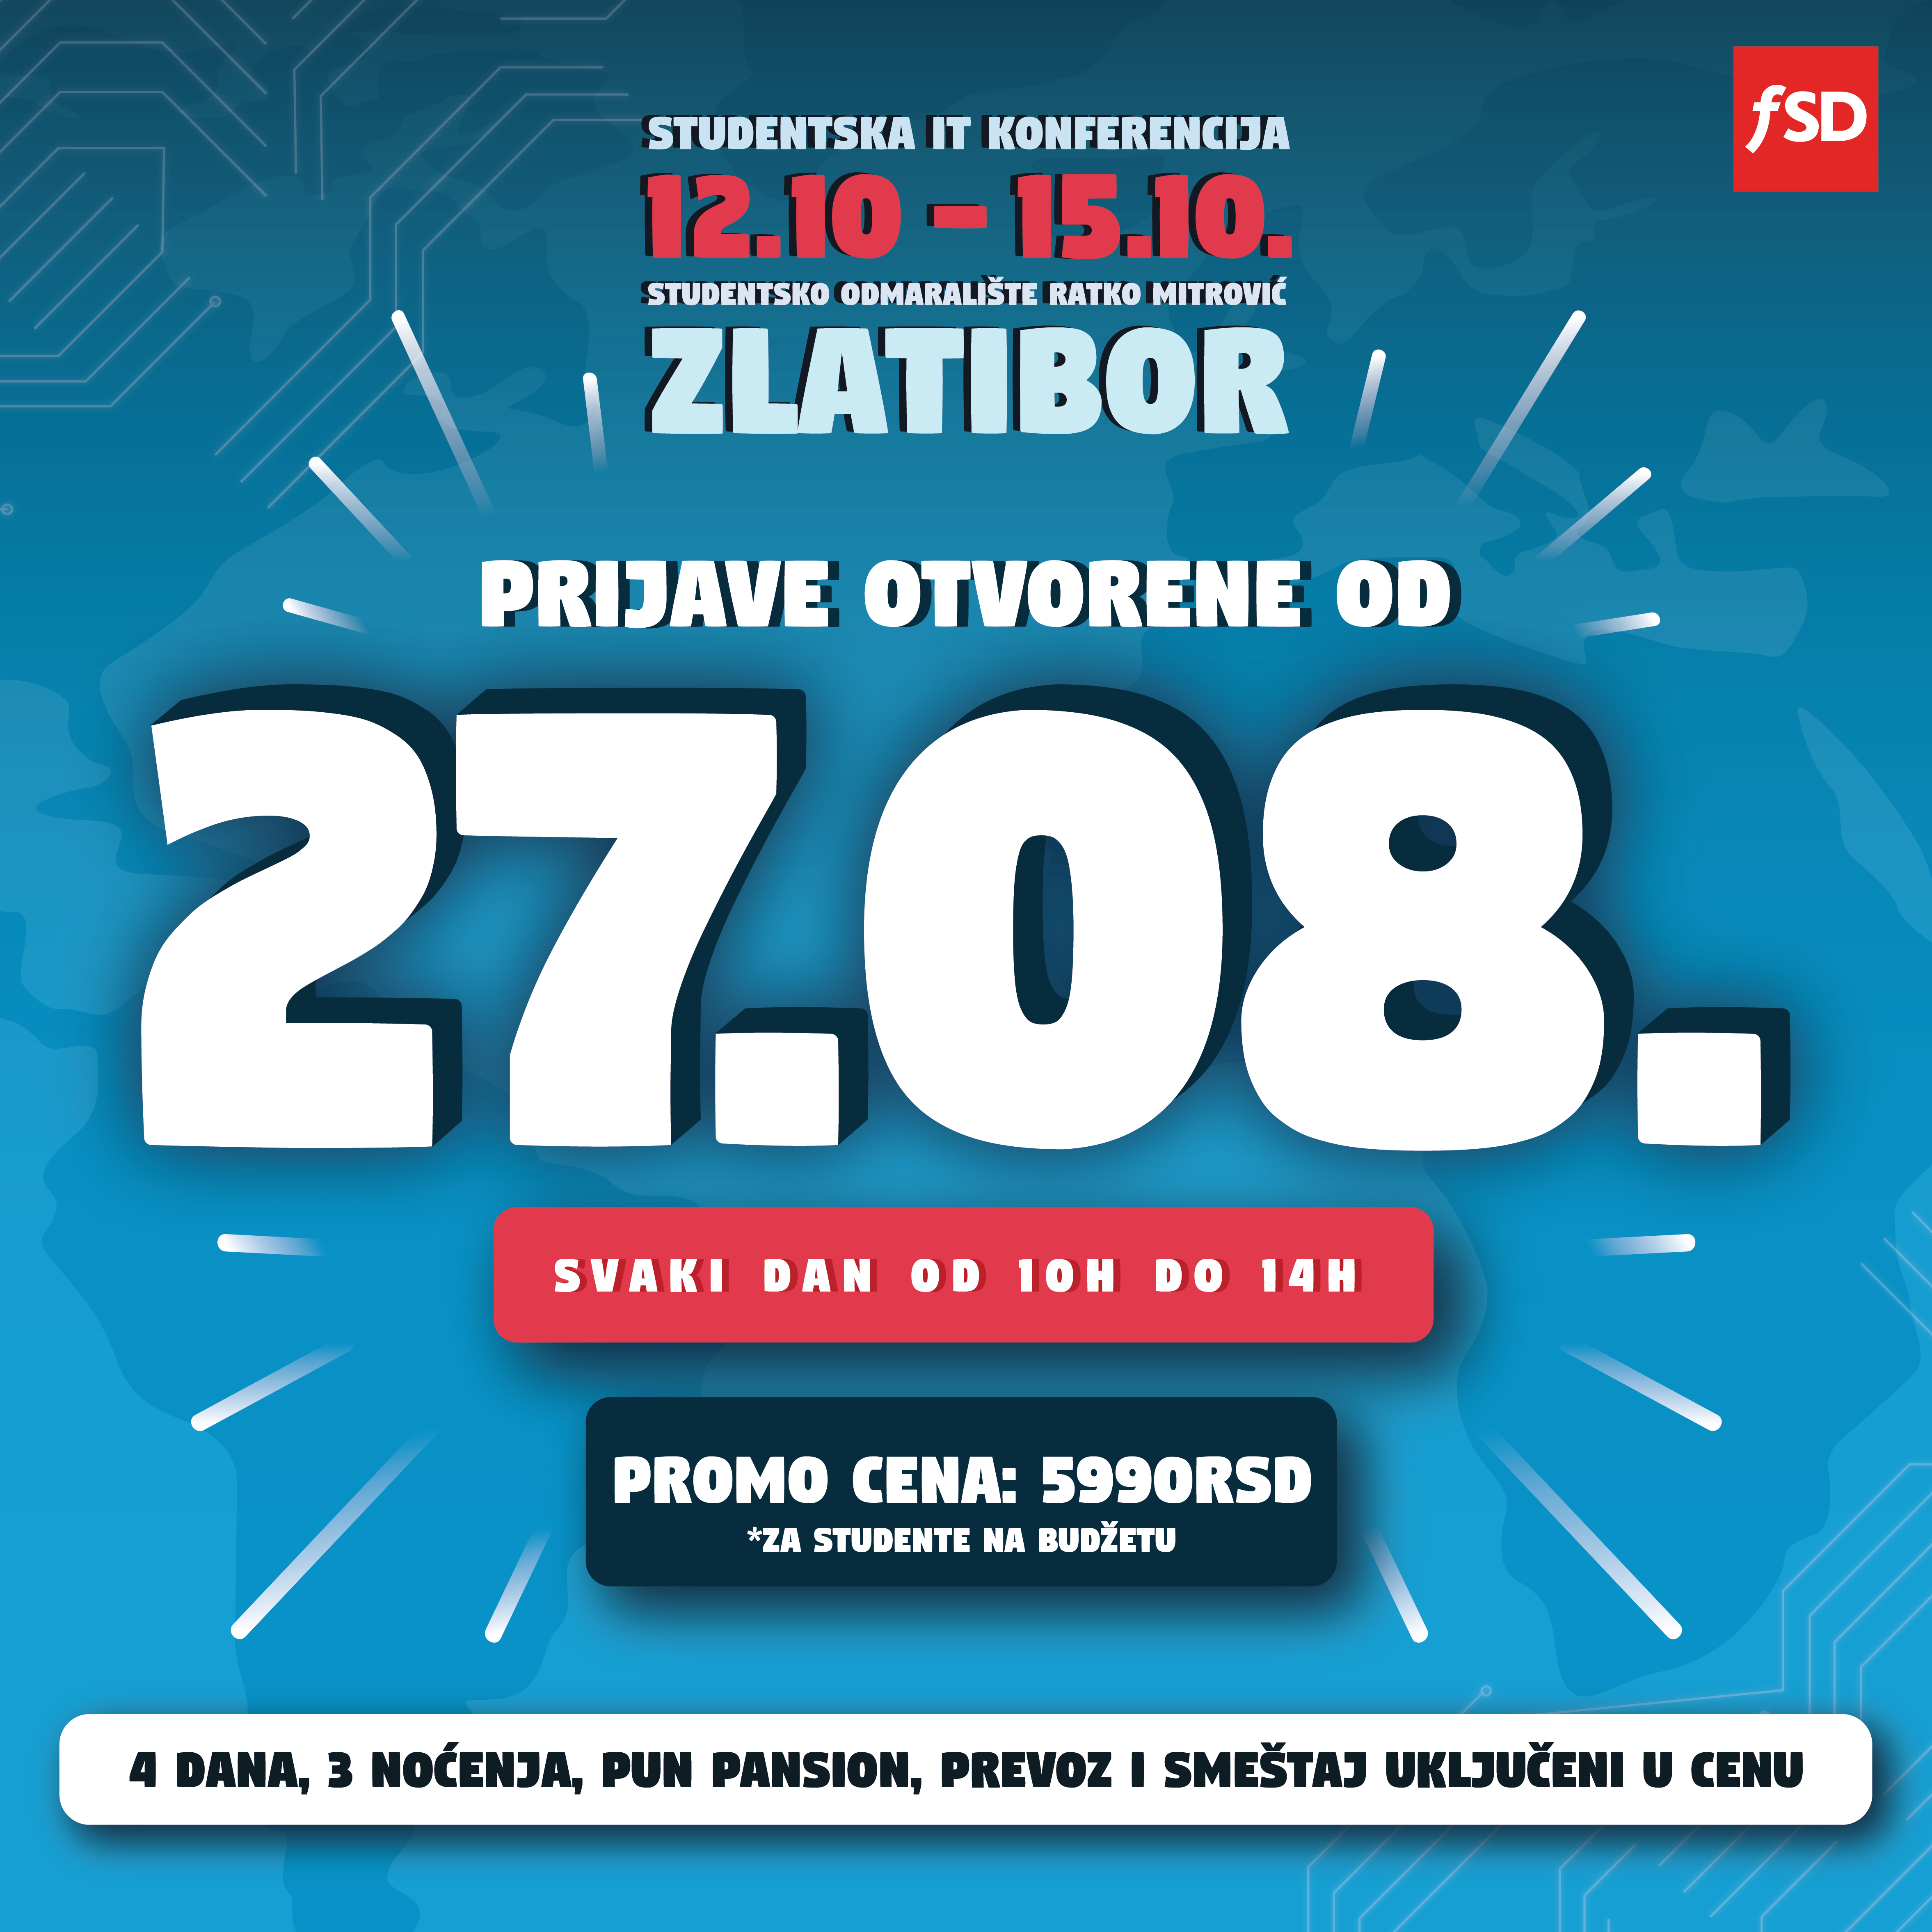 fSD
STUDENTSKA IT KONFERENCIJA
12.10 – 15.10.
STUDENTSKO ODMARALIŠTE RATKO MITROVIĆ
ZLATIBOR
PRIJAVE OTVORENE OD
27.08.
SVAKI DAN OD 10H DO 14H
PROMO CENA: 5990RSD
*ZA STUDENTE NA BUDŽETU
4 DANA, 3 NOĆENJA, PUN PANSION, PREVOZ I SMEŠTAJ UKLJUČENI U CENU